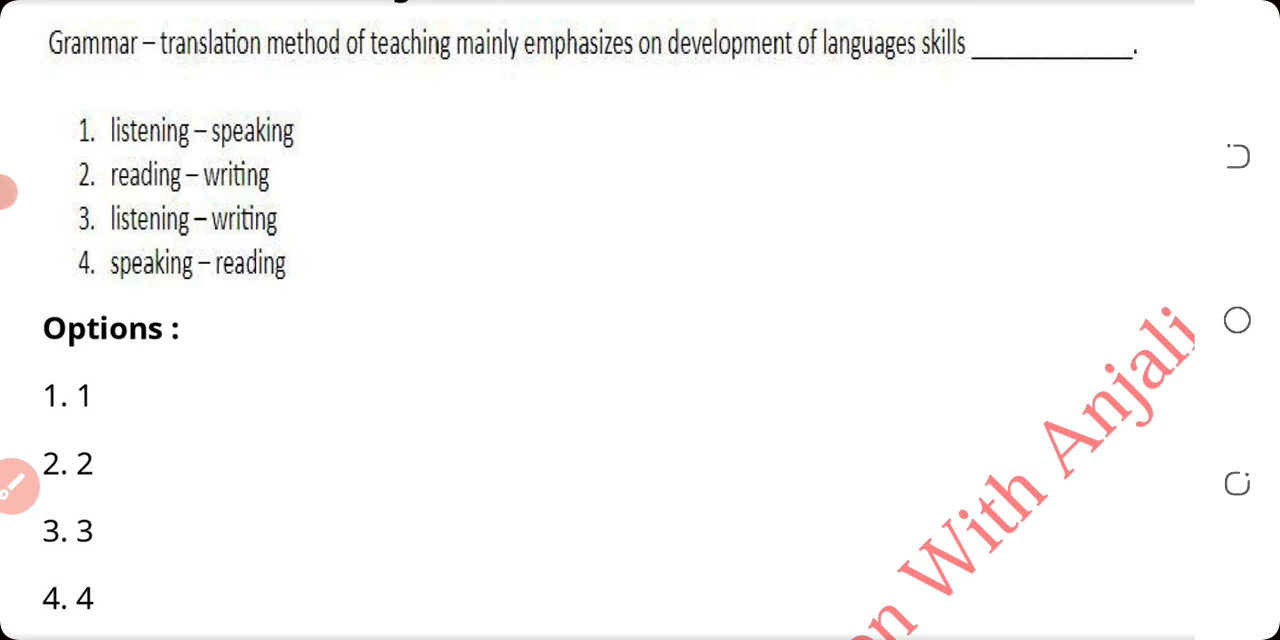 Grammar – translation method of teaching mainly emphasizes on development of languages skills ____________.
1. listening – speaking
2. reading – writing
3. listening – writing
4. speaking – reading
Options :
1. 1
2. 2
3. 3
4. 4
With Anjali